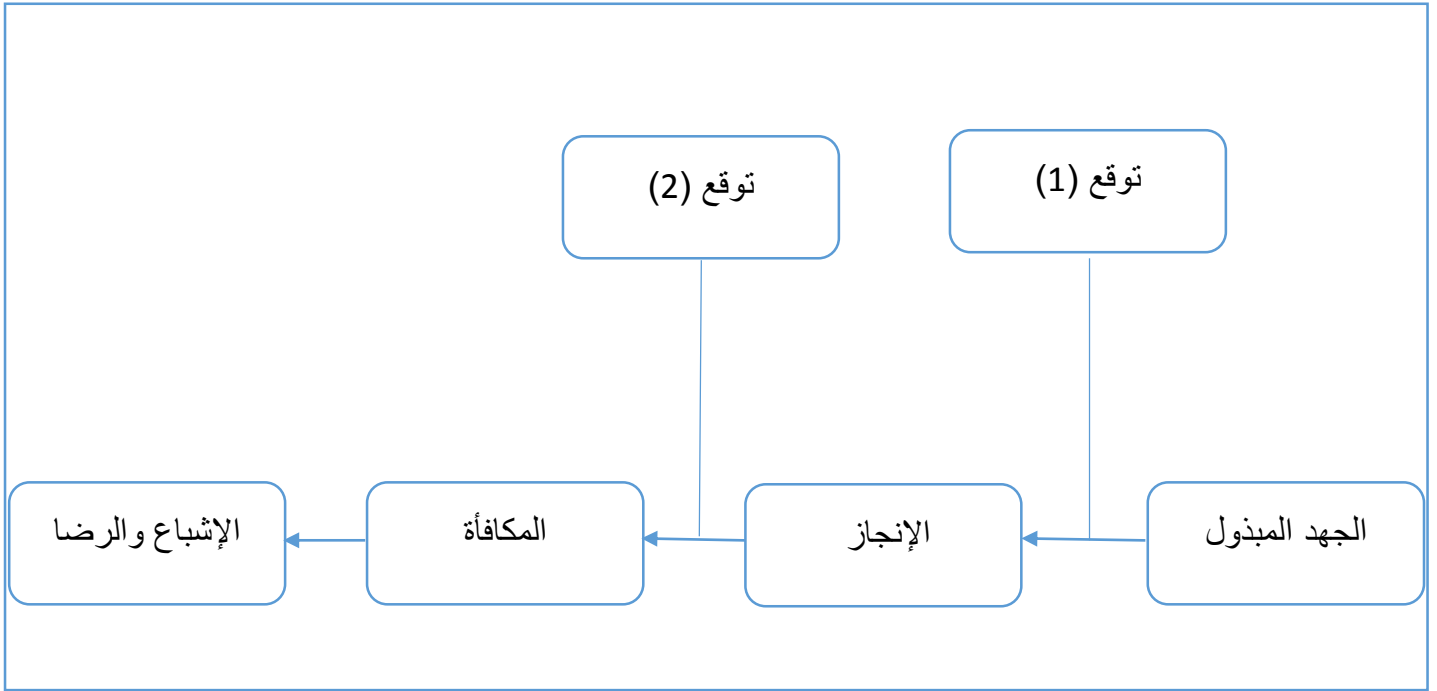 توقع (1)
توقع (2)
الجهد المبذول
الإنجاز
المكافأة
الإشباع والرضا